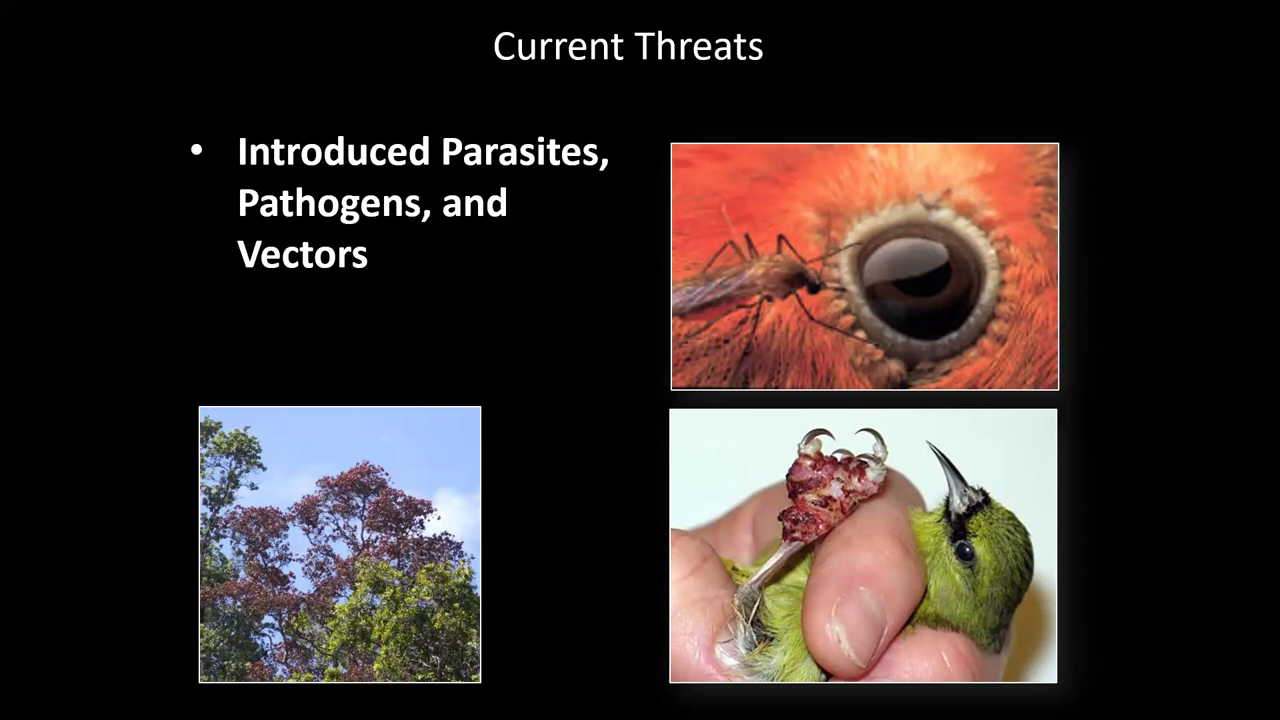 Current Threats
• Introduced Parasites,
Pathogens, and
Vectors